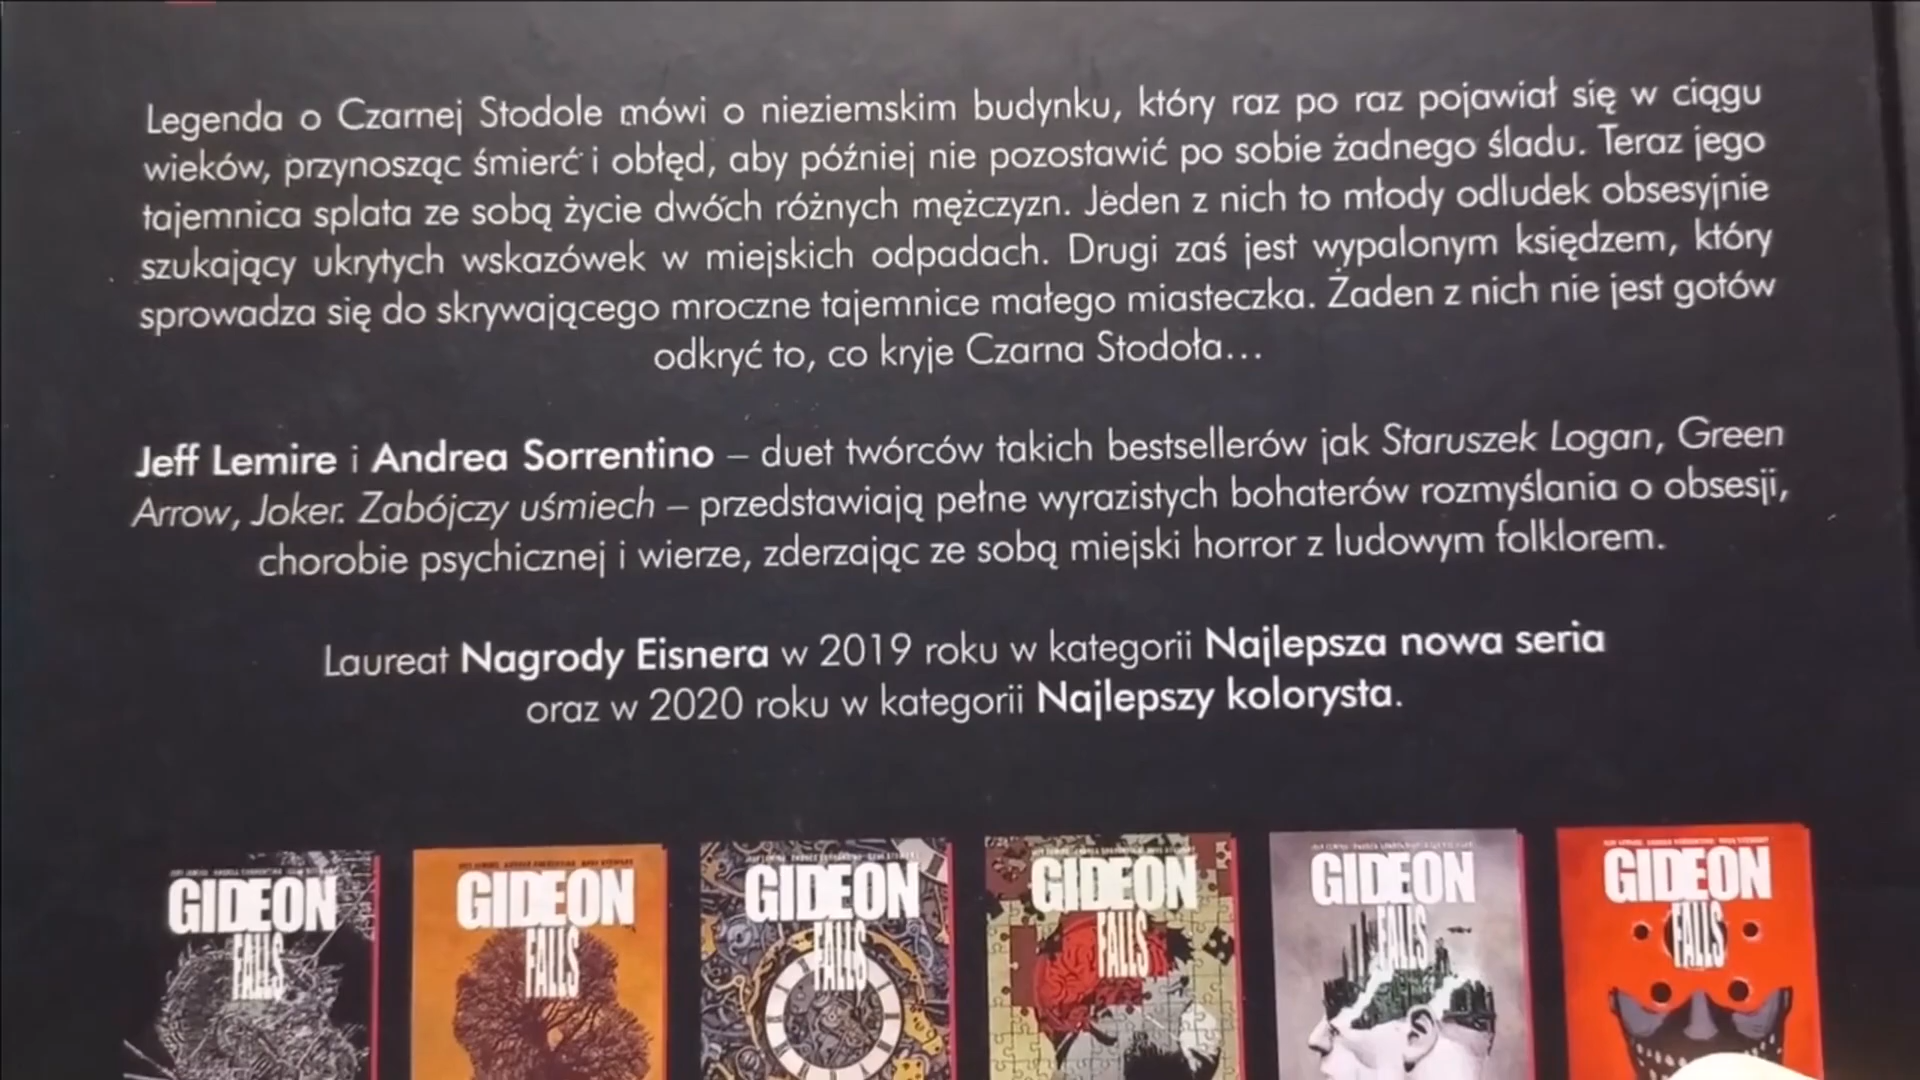 Legenda o Czarnej Stodole mówi o nieziemskim budynku, który raz po raz pojawiał się w ciągu
wieków, przynosząc śmierć i obłęd, aby później nie pozostawić po sobie żadnego śladu. Teraz jego
tajemnica splata ze sobą życie dwóch różnych mężczyzn. Jeden z nich to młody odludek obsesyjnie
szukający ukrytych wskazówek w miejskich odpadach. Drugi zaś jest wypalonym księdzem, który
sprowadza się do skrywającego mroczne tajemnice małego miasteczka. Żaden z nich nie jest gotów
odkryć to, co kryje Czarna Stodoła...
Jeff Lemire i Andrea Sorrentino – duet twórców takich bestsellerów jak Staruszek Logan, Green
Arrow, Joker. Zabójczy uśmiech – przedstawiają pełne wyrazistych bohaterów rozmyślania o obsesji,
chorobie psychicznej i wierze, zderzając ze sobą miejski horror z ludowym folklorem.
Laureat Nagrody Eisnera w 2019 roku w kategorii Najlepsza nowa seria
oraz w 2020 roku w kategorii Najlepszy kolorysta.
GIDEON
FALLS
GIDEON
FALLS
GIDEON
FALLS
GIDEON
FALLS
GIDEON
FALLS
GIDEON
FALLS